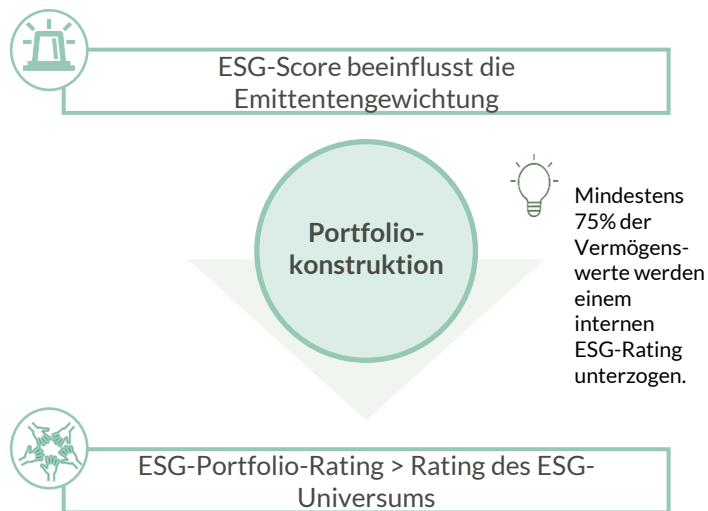 ESG-Score beeinflusst die
Emittentengewichtung
Portfolio-
konstruktion
Mindestens
75% der
Vermögens-
werte werden
einem
internen
ESG-Rating
unterzogen.
ESG-Portfolio-Rating > Rating des ESG-
Universums